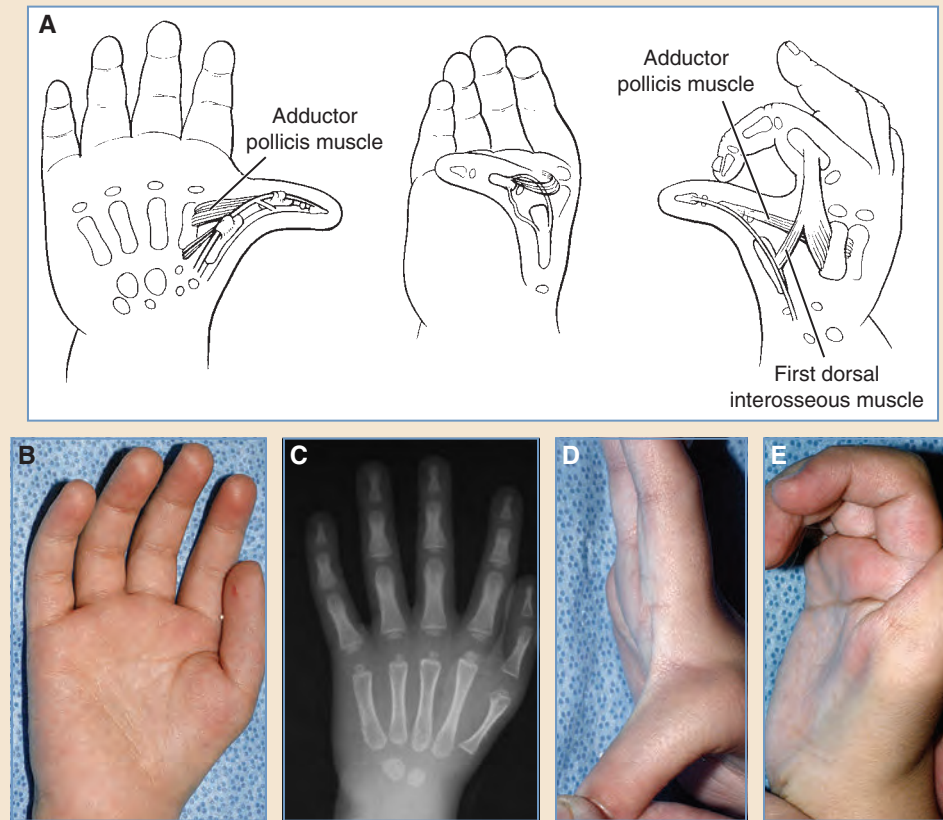 A
Adductor
pollicis muscle
Adductor
pollicis muscle
First dorsal
interosseous muscle
B
C
D
E